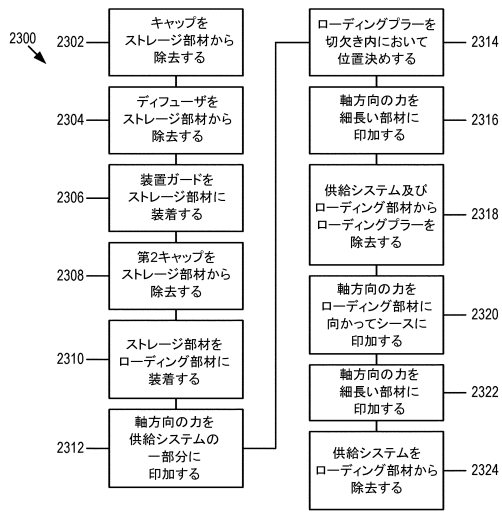 2300
2302
キャップを
ストレージ部材から
除去する
2304
ディフューザを
ストレージ部材から
除去する
2306
装置ガードを
ストレージ部材に
装着する
2308
第2キャップを
ストレージ部材から
除去する
2310
ストレージ部材を
ローディング部材に
装着する
2312
軸方向の力を
供給システムの
一部分に
印加する
ローディングプラーを
切欠き内において
位置決めする
2314
軸方向の力を
細長い部材に
印加する
2316
供給システム及び
ローディング部材から
ローディングプラーを
除去する
2318
軸方向の力を
ローディング部材に
向かってシースに
印加する
2320
軸方向の力を
細長い部材に
印加する
2322
供給システムを
ローディング部材から
除去する
2324